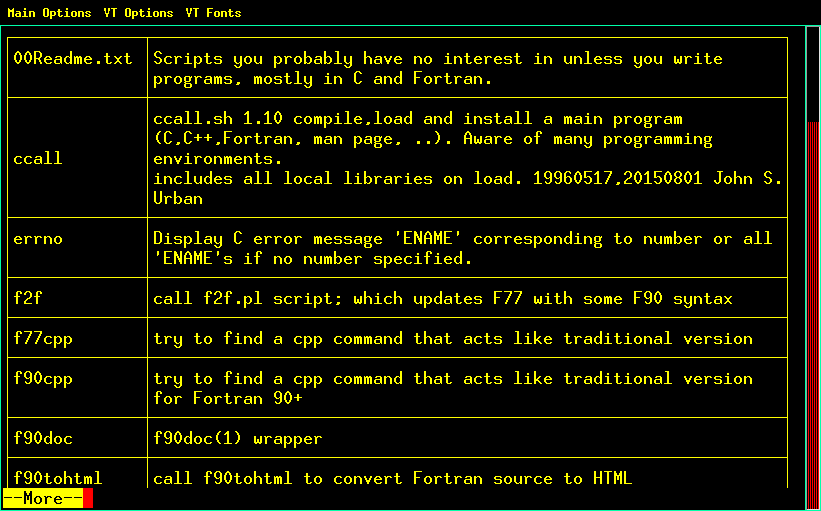 Main Options VT Options VT Fonts
00Readme.txt Scripts you probably have no interest in unless you write
programs, mostly in C and Fortran.
ccall.sh 1.10 compile,load and install a main program
(C,C++,Fortran, man page, ..). Aware of many programming
ccall environments.
includes all local libraries on load. 19960517,20150801 John S.
Urban
errno Display C error message 'ENAME' corresponding to number or all
'ENAME's if no number specified.
f2f call f2f.pl script; which updates F77 with some F90 syntax
f77cpp try to find a cpp command that acts like traditional version
f90cpp try to find a cpp command that acts like traditional version
for Fortran 90+
f90doc f90doc(1) wrapper
f90tohtml call f90tohtml to convert Fortran source to HTML
--More--